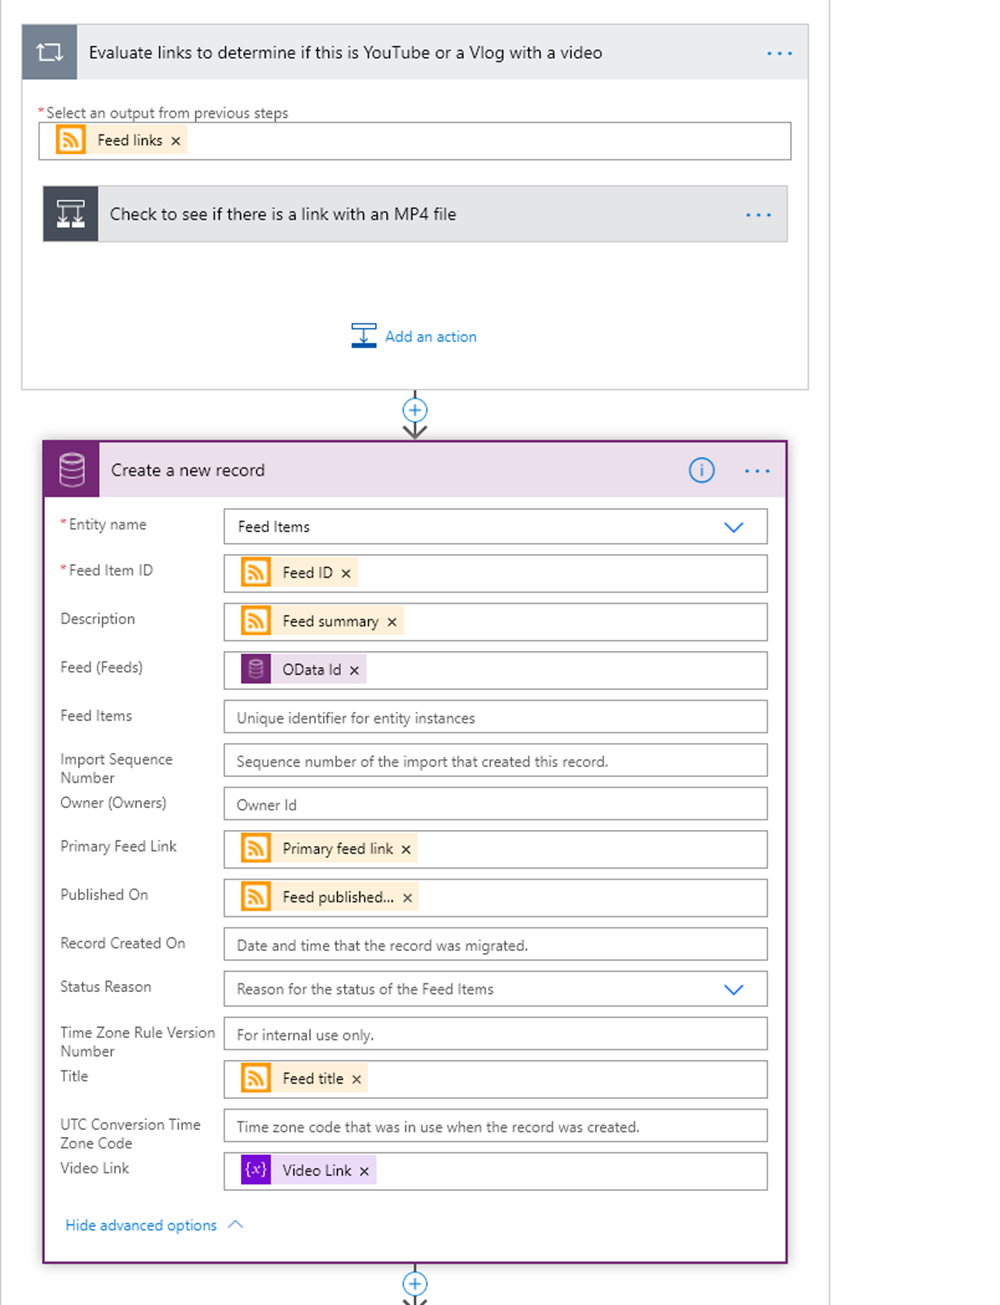 Evaluate links to determine if this is YouTube or a Vlog with a video
* Select an output from previous steps
Feed links ×
Check to see if there is a link with an MP4 file
Add an action
Create a new record
* Entity name
Feed Items
* Feed Item ID
Feed ID ×
Description
Feed summary ×
Feed (Feeds)
OData Id ×
Feed Items
Unique identifier for entity instances
Import Sequence
Number
Sequence number of the import that created this record.
Owner (Owners)
Owner Id
Primary Feed Link
Primary feed link ×
Published On
Feed published... ×
Record Created On
Date and time that the record was migrated.
Status Reason
Reason for the status of the Feed Items
Time Zone Rule Version
Number
For internal use only.
Title
Feed title ×
UTC Conversion Time
Zone Code
Time zone code that was in use when the record was created.
Video Link
{x} Video Link ×
Hide advanced options